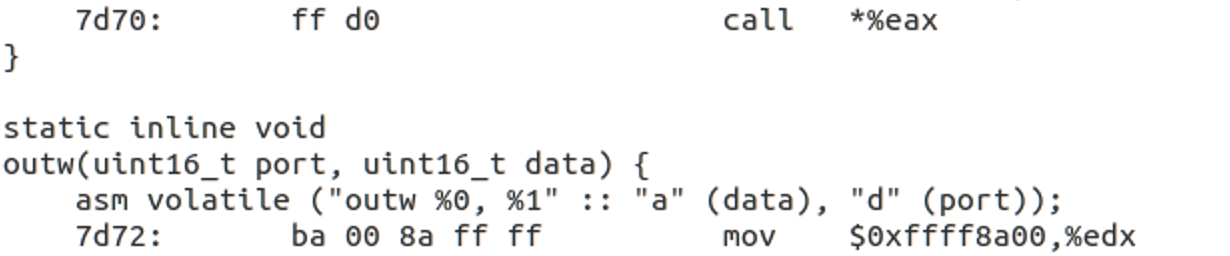 7d70: ff d0 call *%eax
}
static inline void
outw(uint16_t port, uint16_t data) {
asm volatile ("outw %0, %1" :: "a" (data), "d" (port));
7d72: ba 00 8a ff ff mov $0xffff8a00,%edx